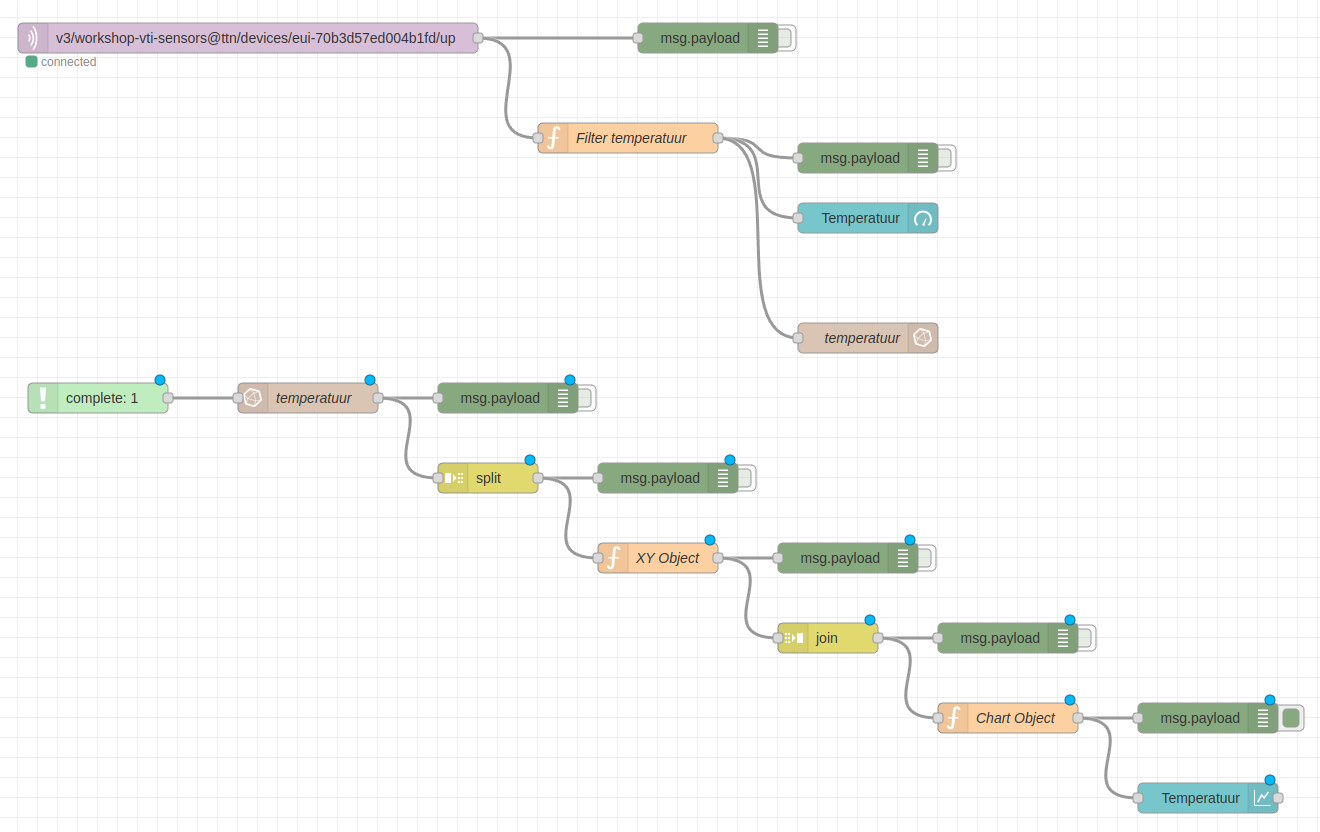 v3/workshop-vti-sensors@ttn/devices/eui-70b3d57ed004b1fd/up
msg.payload
connected
Filter temperatuur
msg.payload
Temperatuur
temperatuur
complete: 1
temperatuur
msg.payload
split
msg.payload
XY Object
msg.payload
join
msg.payload
Chart Object
msg.payload
Temperatuur